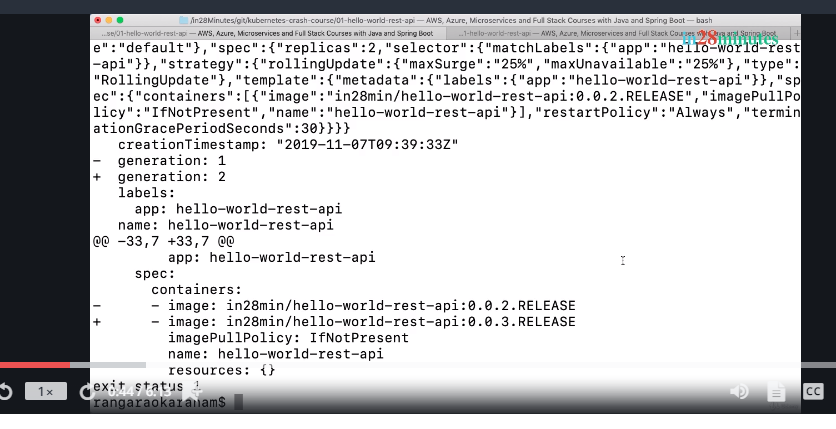 /in28Minutes/git/kubernetes-crash-course/01-hello-world-rest-api — AWS, Azure, Microservices and Full Stack Courses with Java and Spring Boot — bash
...se/01-hello-world-rest-api — AWS, Azure, Microservices and Full Stack Courses with Java and Spring Boot
...1-hello-world-rest-api — AWS, Azure, Microservices and Full Stack Courses with Java and Spring Boot
in28minutes
e":"default"},"spec":{"replicas":2,"selector":{"matchLabels":{"app":"hello-world-rest
-api"}},"strategy":{"rollingUpdate":{"maxSurge":"25%","maxUnavailable":"25%"},"type":
"RollingUpdate"},"template":{"metadata":{"labels":{"app":"hello-world-rest-api"}},"sp
ec":{"containers":[{"image":"in28min/hello-world-rest-api:0.0.2.RELEASE","imagePullPo
licy":"IfNotPresent","name":"hello-world-rest-api"}],"restartPolicy":"Always","termin
ationGracePeriodSeconds":30}}}}
creationTimestamp: "2019-11-07T09:39:33Z"
- generation: 1
+ generation: 2
labels:
app: hello-world-rest-api
name: hello-world-rest-api
@@ -33,7 +33,7 @@
app: hello-world-rest-api
spec:
containers:
- - image: in28min/hello-world-rest-api:0.0.2.RELEASE
+ - image: in28min/hello-world-rest-api:0.0.3.RELEASE
imagePullPolicy: IfNotPresent
name: hello-world-rest-api
resources: {}
exit status 1
1×
0:44 / 6:13
CC
rangaraokaranam$